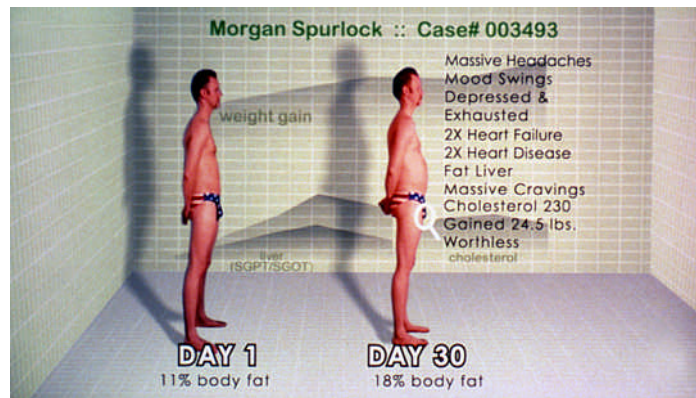 Morgan Spurlock :: Case# 003493
Massive Headaches
Mood Swings
Depressed &
Exhausted
2X Heart Failure
2X Heart Disease
Fat Liver
Massive Cravings
Cholesterol 230
Gained 24.5 lbs.
Worthless
weight gain
liver
(SGPT/SGOT)
cholesterol
DAY 1
11% body fat
DAY 30
18% body fat